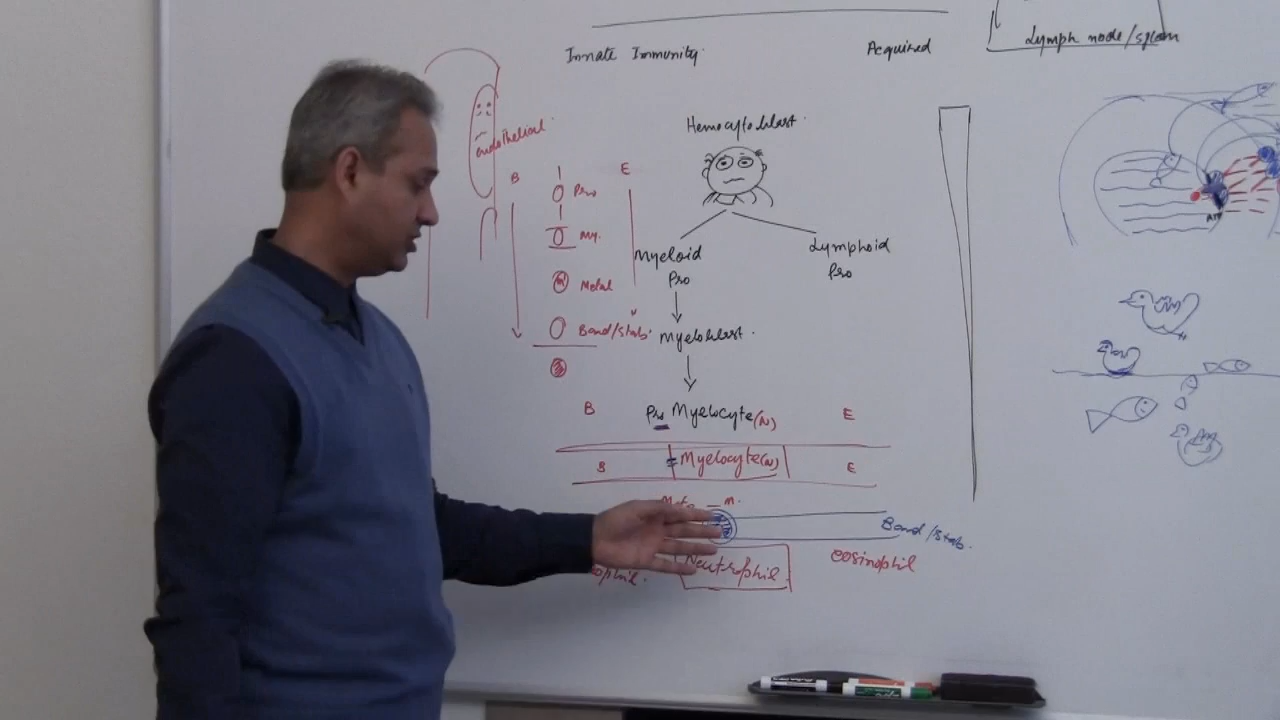 Innate Immunity
Acquired
Lymph node/spleen
Hemocytoblast
endothelial
B
E
Pro
My.
Myeloid
Pro
Lymphoid
Pro
Metal
Band/Stab.
Myeloblast.
B
Pro Myelocyte(N)
E
B
Myelocyte(N)
E
m.
Band/Stab.
Neutrophil
eosinophil
ophil.